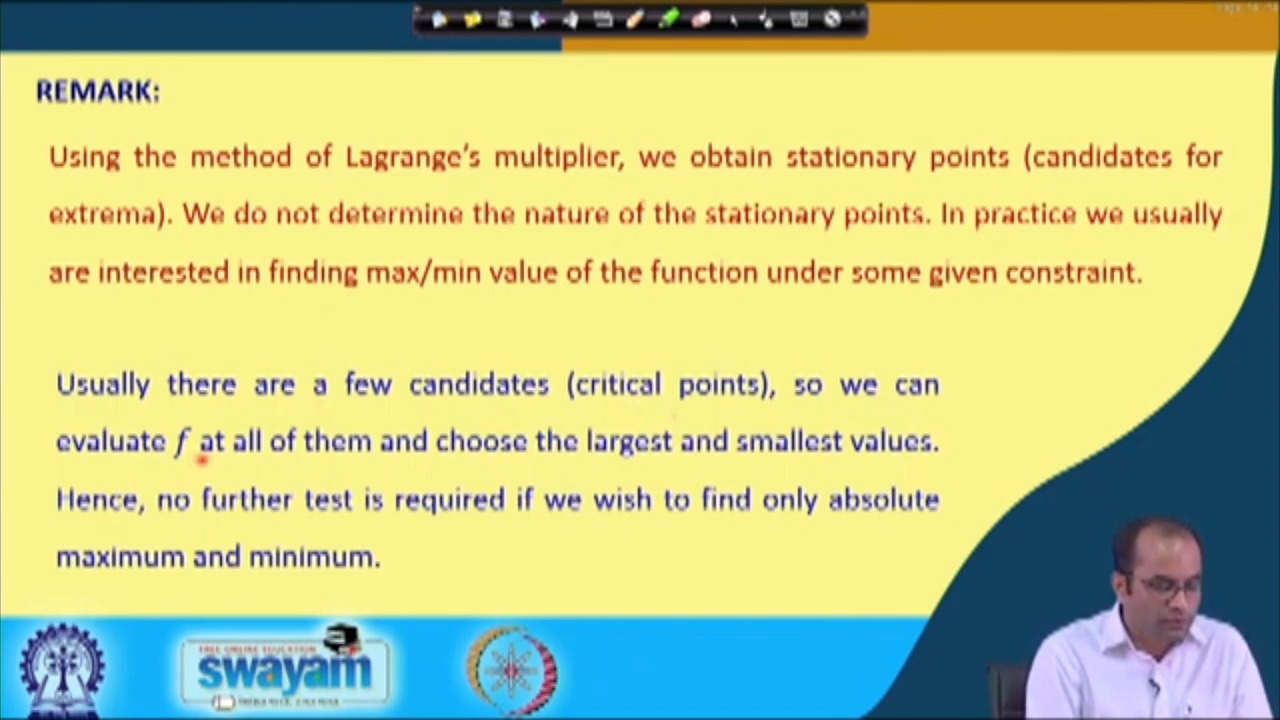 REMARK:
Using the method of Lagrange's multiplier, we obtain stationary points (candidates for
extrema). We do not determine the nature of the stationary points. In practice we usually
are interested in finding max/min value of the function under some given constraint.
Usually there are a few candidates (critical points), so we can
evaluate f at all of them and choose the largest and smallest values.
Hence, no further test is required if we wish to find only absolute
maximum and minimum.
FREE ONLINE EDUCATION
swayam